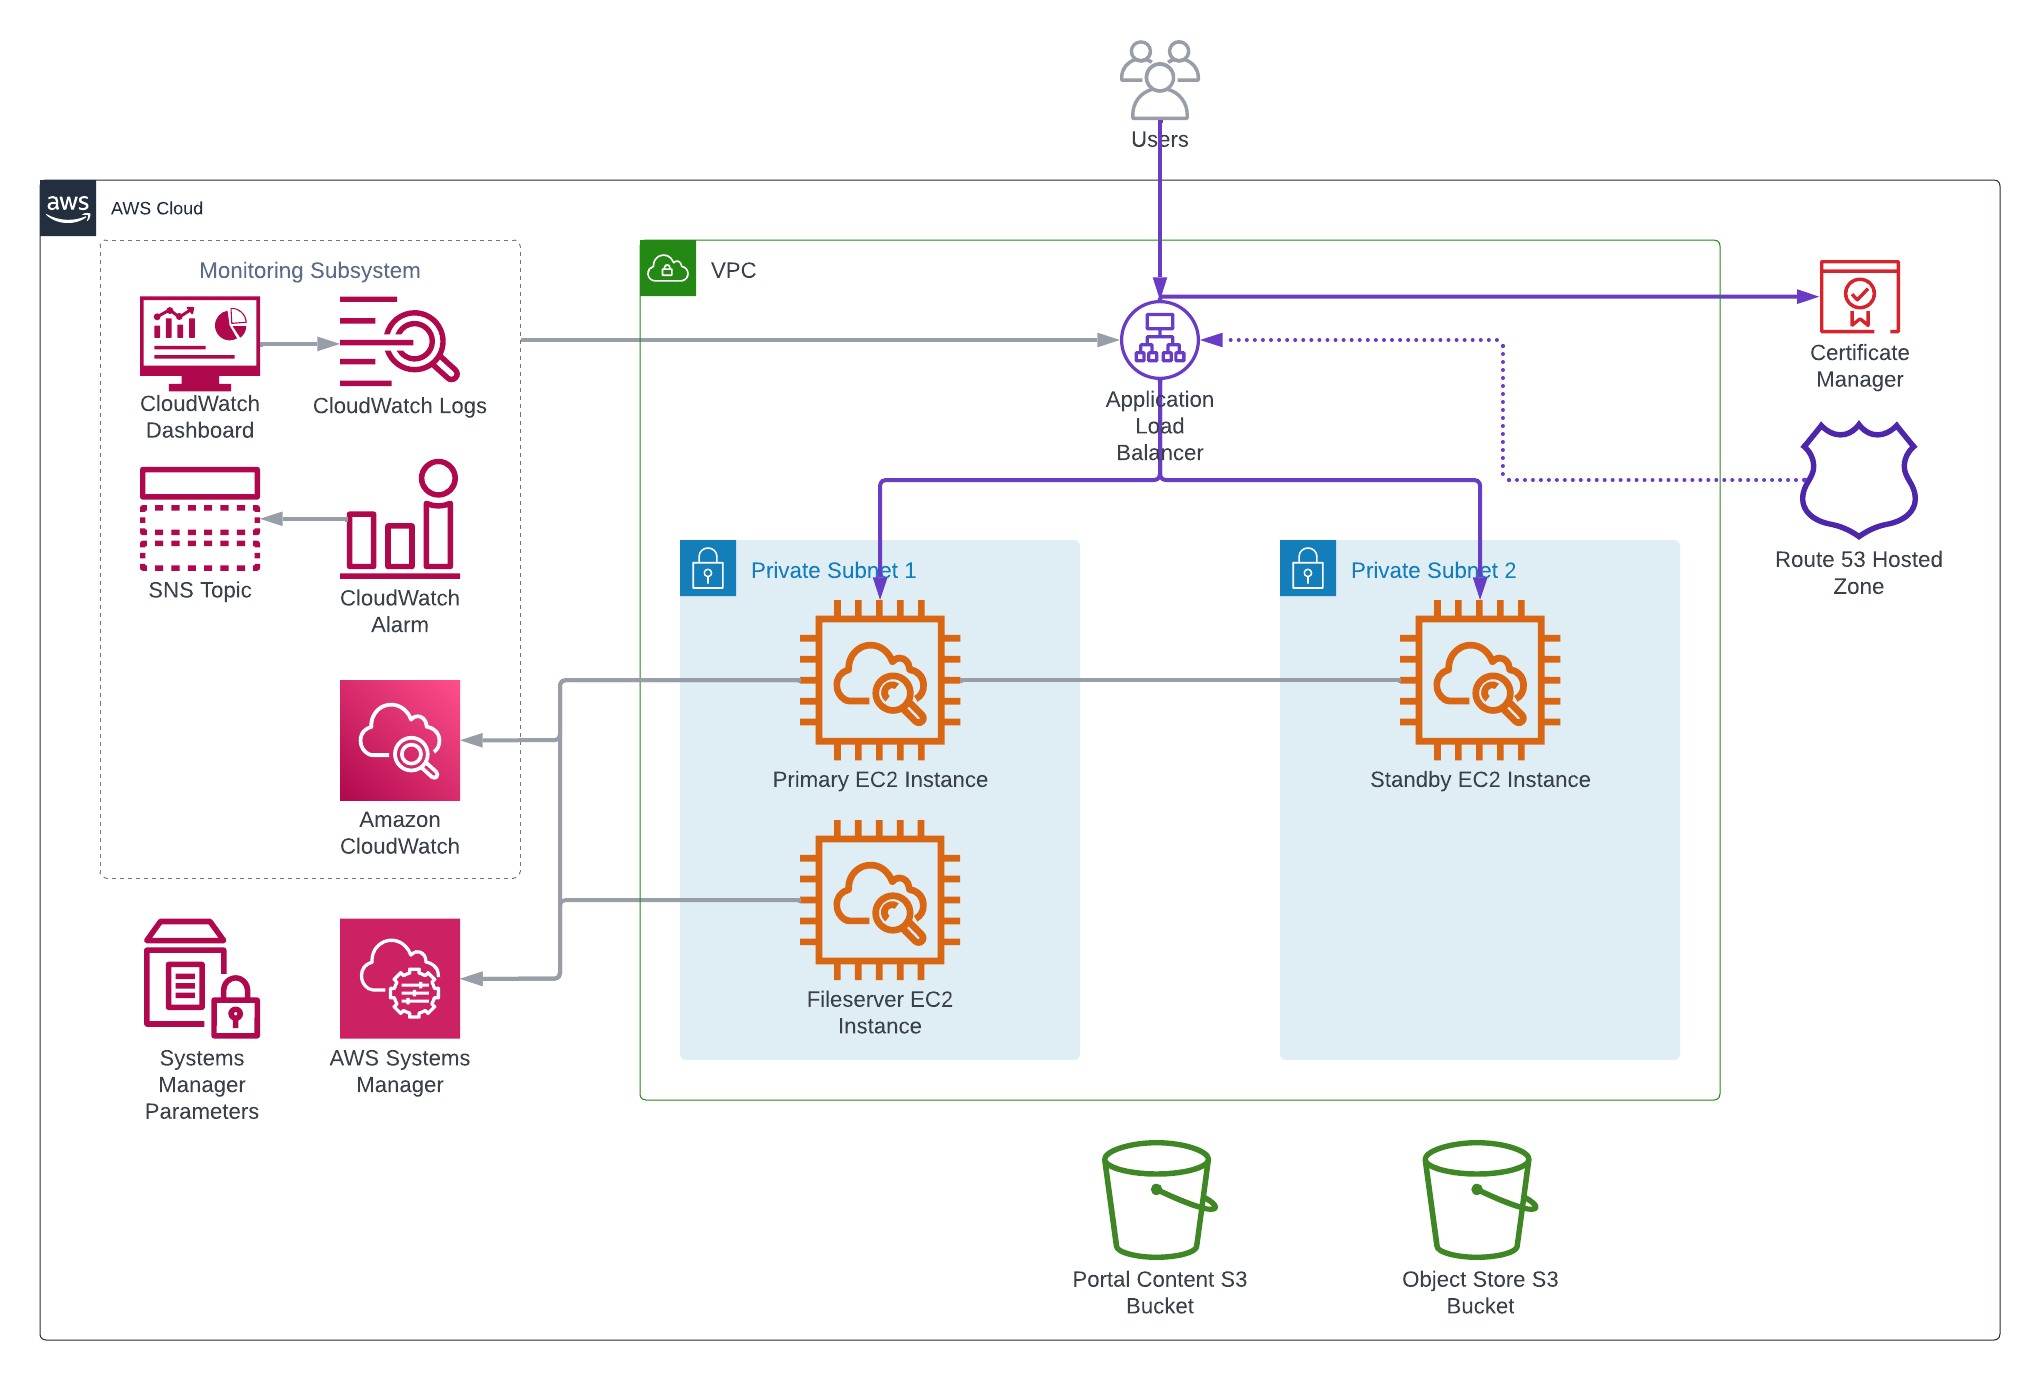 Users
aws
AWS Cloud
Monitoring Subsystem
CloudWatch
Dashboard
CloudWatch Logs
SNS Topic
CloudWatch
Alarm
Amazon
CloudWatch
Systems
Manager
Parameters
AWS Systems
Manager
VPC
Application
Load
Balancer
Private Subnet 1
Primary EC2 Instance
Fileserver EC2
Instance
Private Subnet 2
Standby EC2 Instance
Certificate
Manager
Route 53 Hosted
Zone
Portal Content S3
Bucket
Object Store S3
Bucket